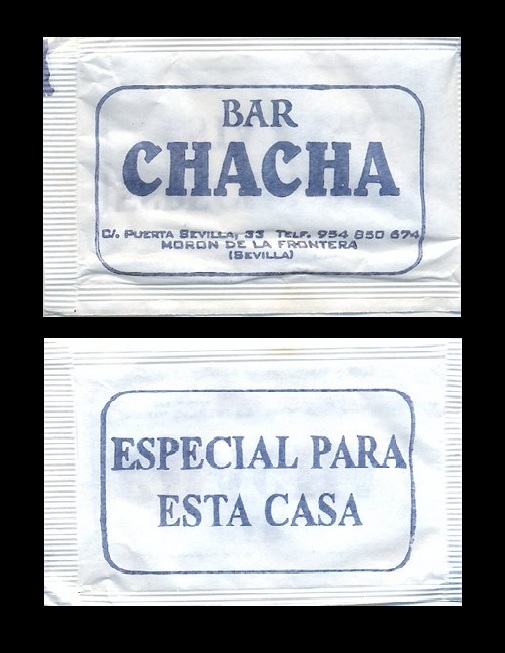 BAR
CHACHA
C/. PUERTA SEVILLA, 33 TELF. 954 850 674
MORON DE LA FRONTERA
(SEVILLA)
ESPECIAL PARA
ESTA CASA